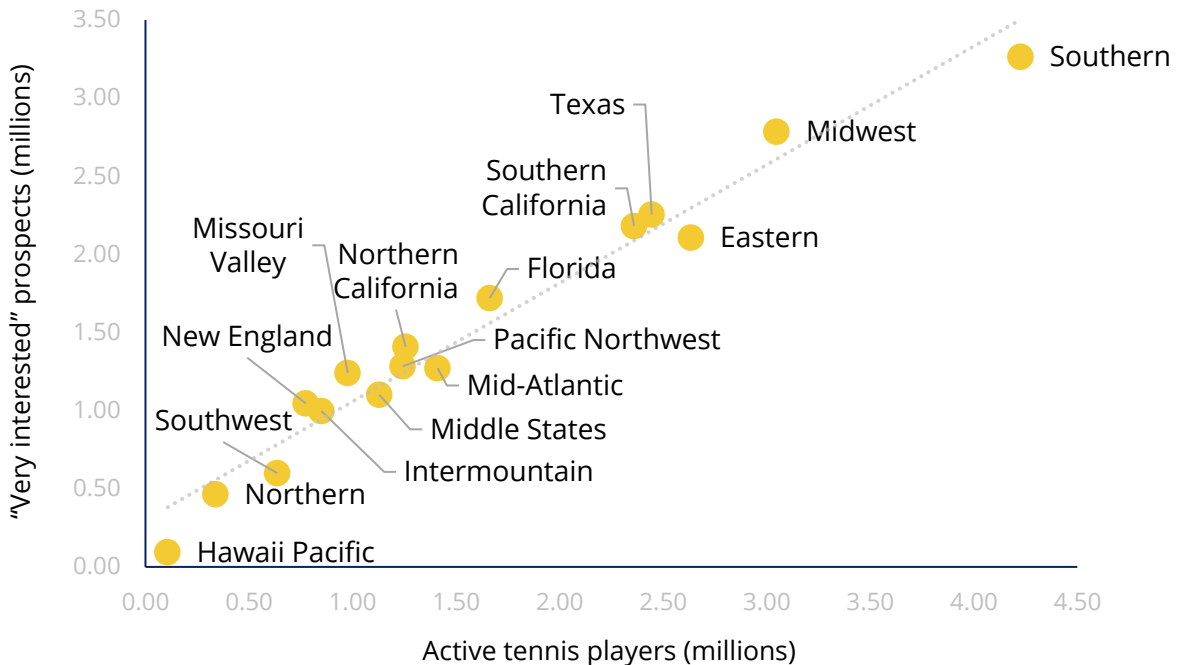 3.50
3.00
2.50
2.00
1.50
1.00
0.50
0.00
“Very interested” prospects (millions)
Southern
Texas
Midwest
Southern
California
Eastern
Missouri
Valley
Northern
California
Florida
New England
Pacific Northwest
Mid-Atlantic
Southwest
Middle States
Intermountain
Northern
Hawaii Pacific
0.00 0.50 1.00 1.50 2.00 2.50 3.00 3.50 4.00 4.50
Active tennis players (millions)